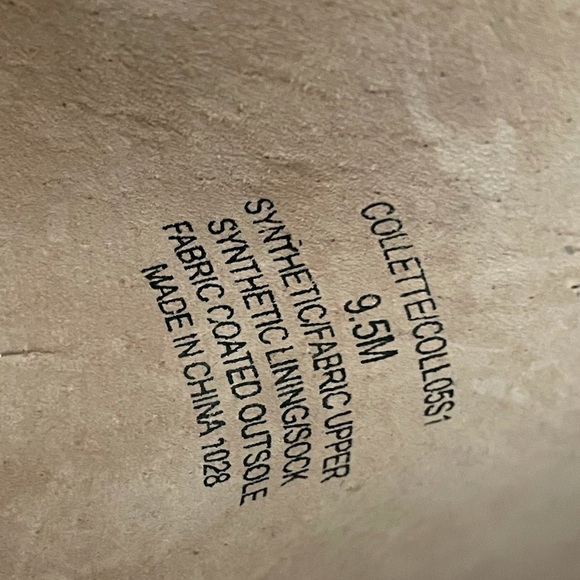 COLLETTE/COLL05S1
9.5M
SYNTHETIC/FABRIC UPPER
SYNTHETIC LINING/SOCK
FABRIC COATED OUTSOLE
MADE IN CHINA 1028